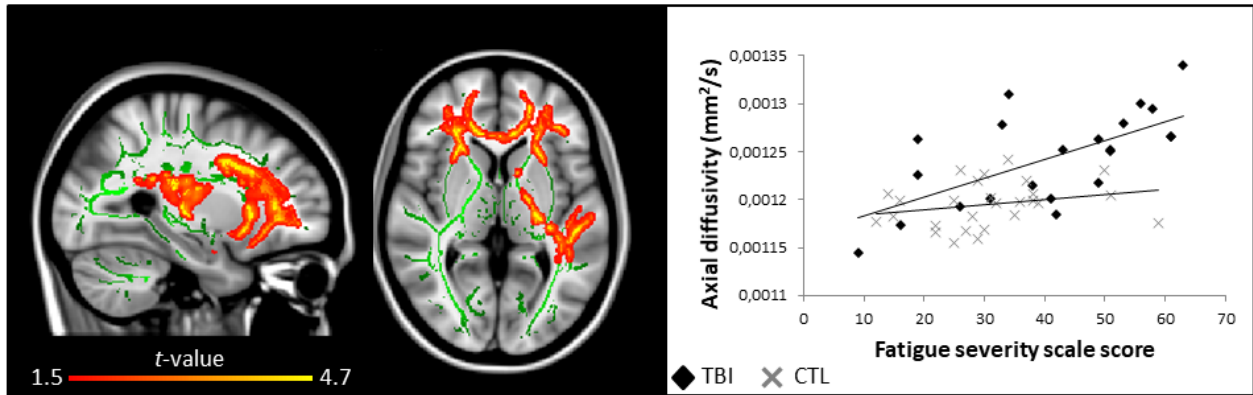 t-value
1.5 4.7
Axial diffusivity (mm²/s)
0,00135
0,0013
0,00125
0,0012
0,00115
0,0011
0 10 20 30 40 50 60 70
Fatigue severity scale score
TBI CTL